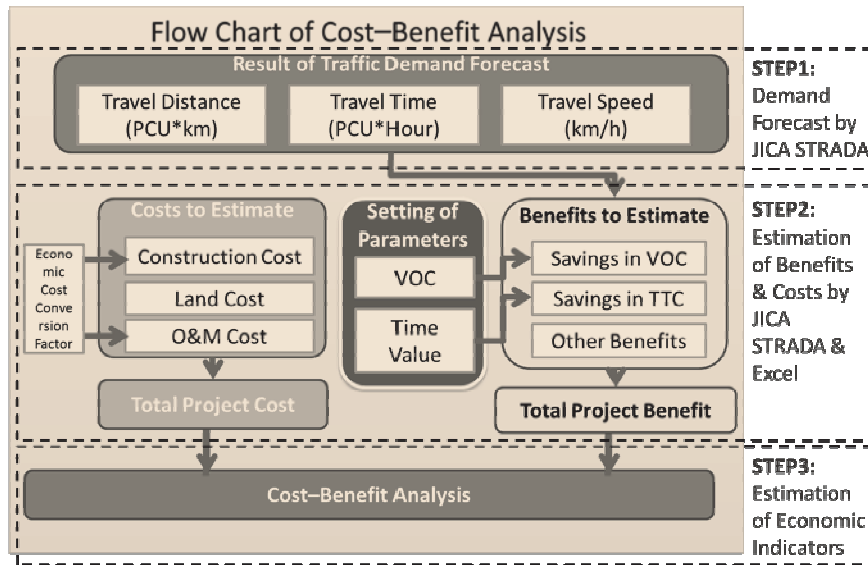 Flow Chart of Cost–Benefit Analysis
Result of Traffic Demand Forecast
Travel Distance
(PCU*km)
Travel Time
(PCU*Hour)
Travel Speed
(km/h)
STEP1:
Demand
Forecast by
JICA STRADA
Costs to Estimate
Econo
mic
Cost
Conve
rsion
Factor
Construction Cost
Land Cost
O&M Cost
Total Project Cost
Setting of
Parameters
VOC
Time
Value
Benefits to Estimate
Savings in VOC
Savings in TTC
Other Benefits
Total Project Benefit
STEP2:
Estimation
of Benefits
& Costs by
JICA
STRADA &
Excel
Cost–Benefit Analysis
STEP3:
Estimation
of Economic
Indicators